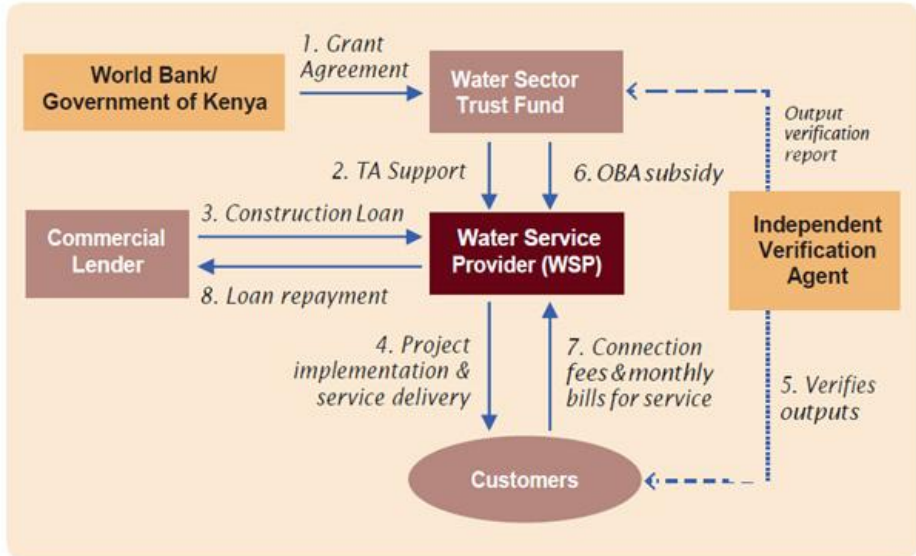 1. Grant
Agreement
World Bank/
Government of Kenya
Water Sector
Trust Fund
Output
verification
report
2. TA Support
6. OBA subsidy
3. Construction Loan
Commercial
Lender
Water Service
Provider (WSP)
Independent
Verification
Agent
8. Loan repayment
4. Project
implementation &
service delivery
7. Connection
fees & monthly
bills for service
5. Verifies
outputs
Customers